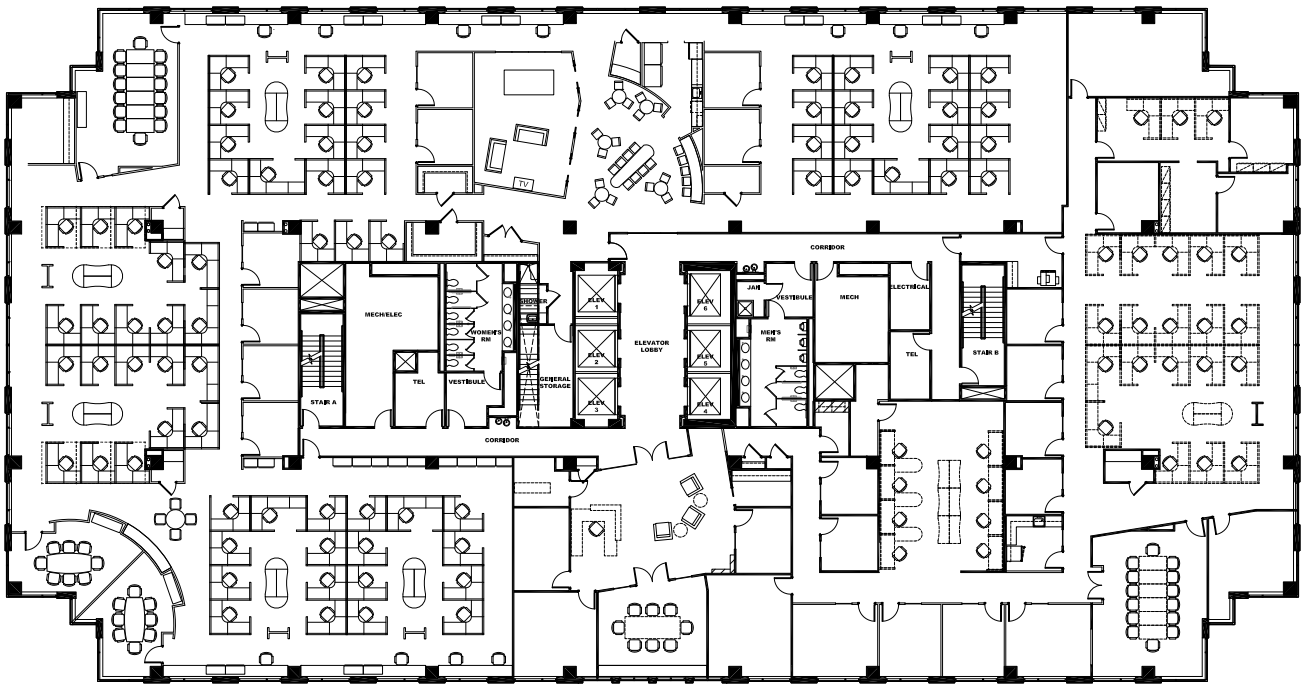 TV
CORRIDOR
SHOWER
ELEV
1
ELEV
6
JAN
VESTIBULE
MECH
ELECTRICAL
MECH/ELEC
WOMEN'S
RM
MEN'S
RM
ELEVATOR
LOBBY
ELEV
2
ELEV
5
TEL
STAIR B
TEL
VESTIBULE
GENERAL
STORAGE
STAIR A
ELEV
3
ELEV
4
CORRIDOR